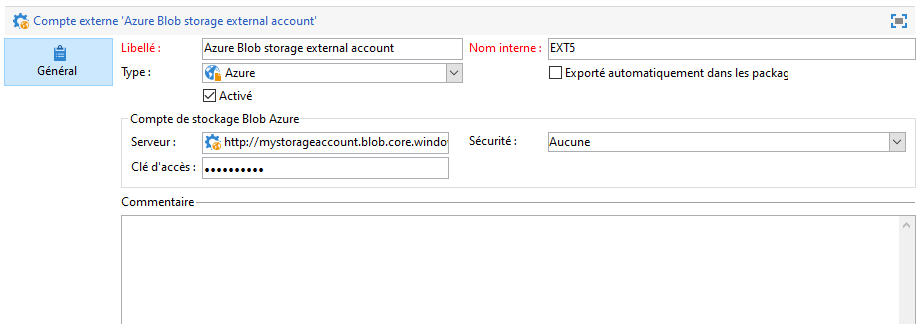 Compte externe 'Azure Blob storage external account'
Général
Libellé : Azure Blob storage external account Nom interne : EXT5
Type : Azure Exporté automatiquement dans les packag
Activé
Compte de stockage Blob Azure
Serveur : http://mystorageaccount.blob.core.windo Sécurité : Aucune
Clé d'accès : ••••••••••
Commentaire